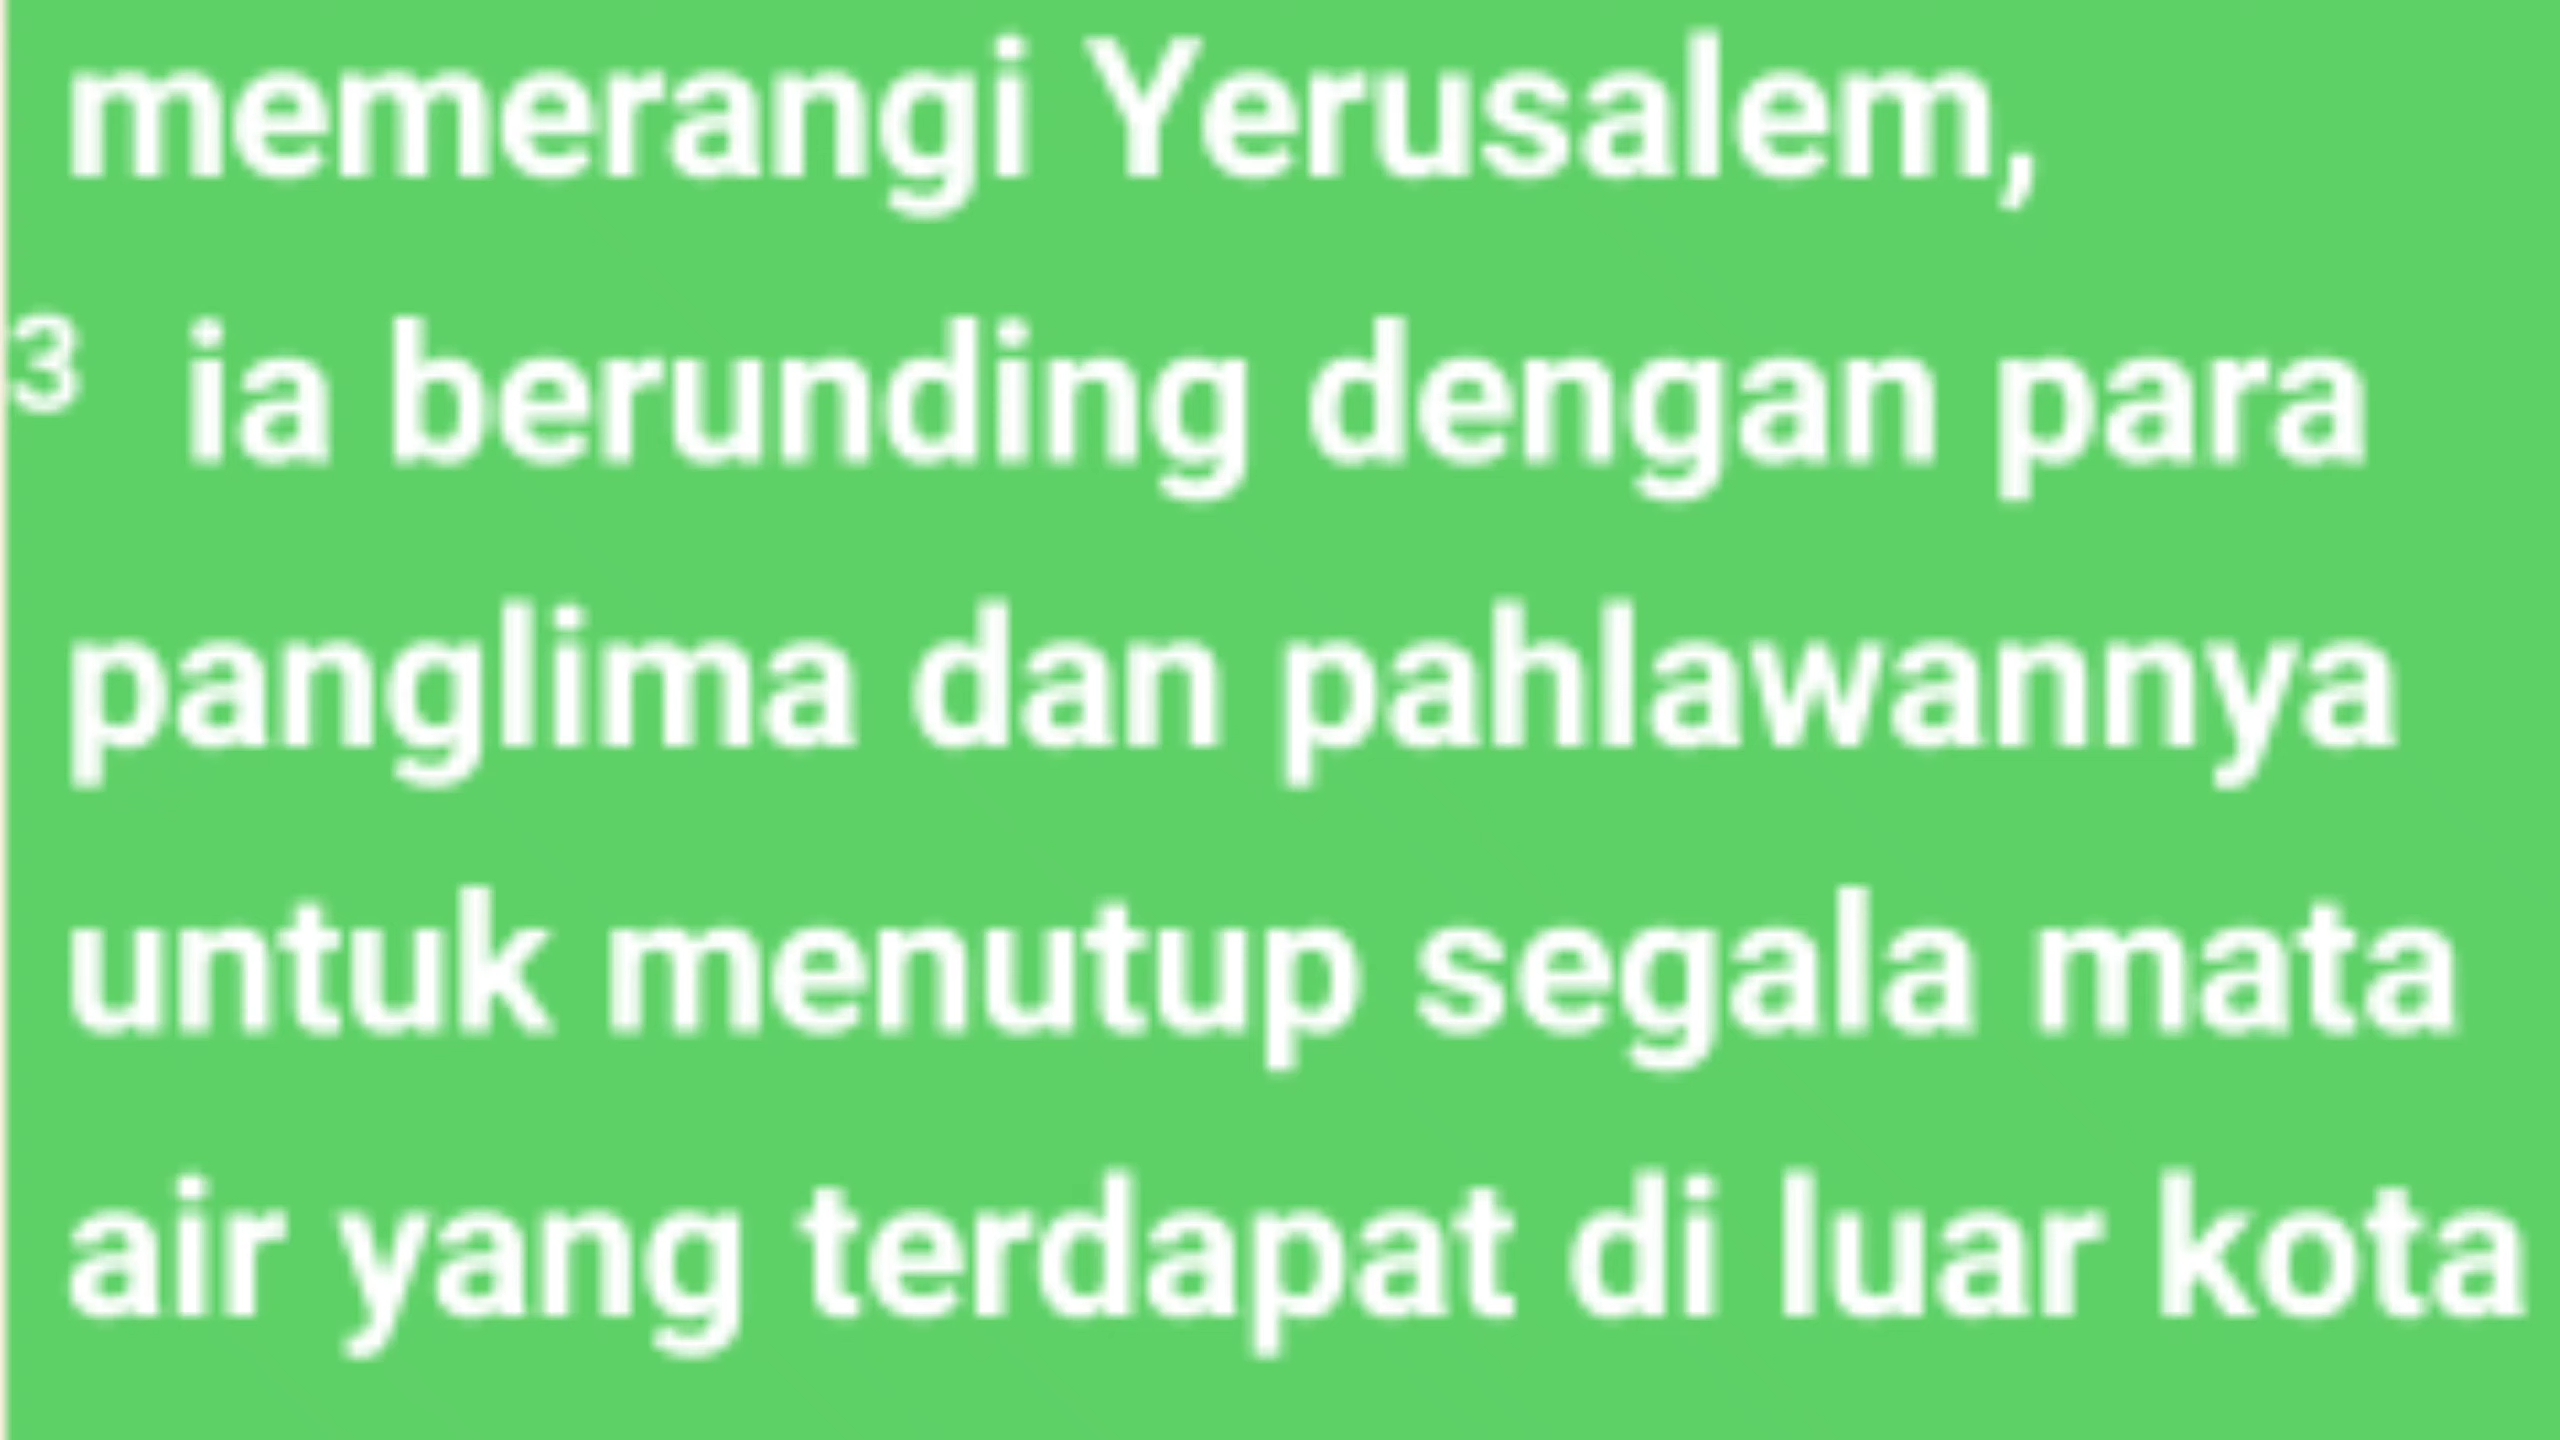 memerangi Yerusalem,
3 ia berunding dengan para
panglima dan pahlawannya
untuk menutup segala mata
air yang terdapat di luar kota